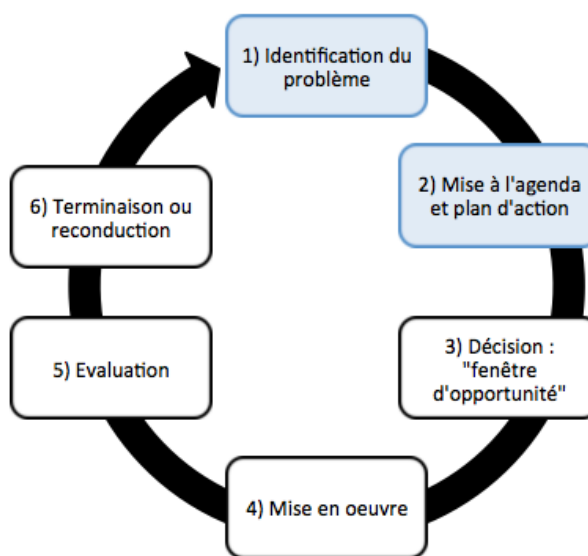 1) Identification du
problème
2) Mise à l'agenda
et plan d'action
3) Décision :
"fenêtre
d'opportunité"
4) Mise en oeuvre
5) Evaluation
6) Terminaison ou
reconduction